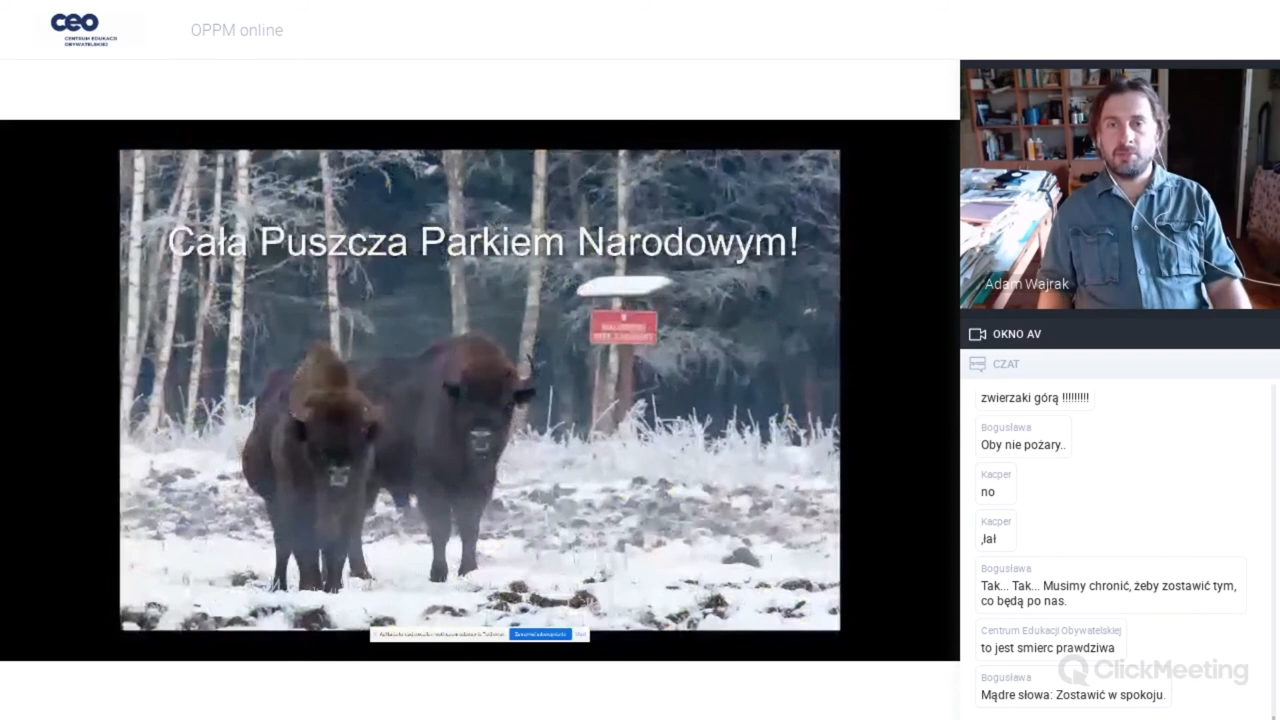 ceo
CENTRUM EDUKACJI
OBYWATELSKIEJ
OPPM online
Cała Puszcza Parkiem Narodowym!
Adam Wajrak
OKNO AV
CZAT
zwierzaki górą !!!!!!!!!
Bogusława
Oby nie pożary..
Kacper
no
Kacper
,łał
Bogusława
Tak... Tak... Musimy chronić, żeby zostawić tym,
co będą po nas.
Centrum Edukacji Obywatelskiej
to jest smierc prawdziwa
Bogusława
Mądre słowa: Zostawić w spokoju.
ClickMeeting